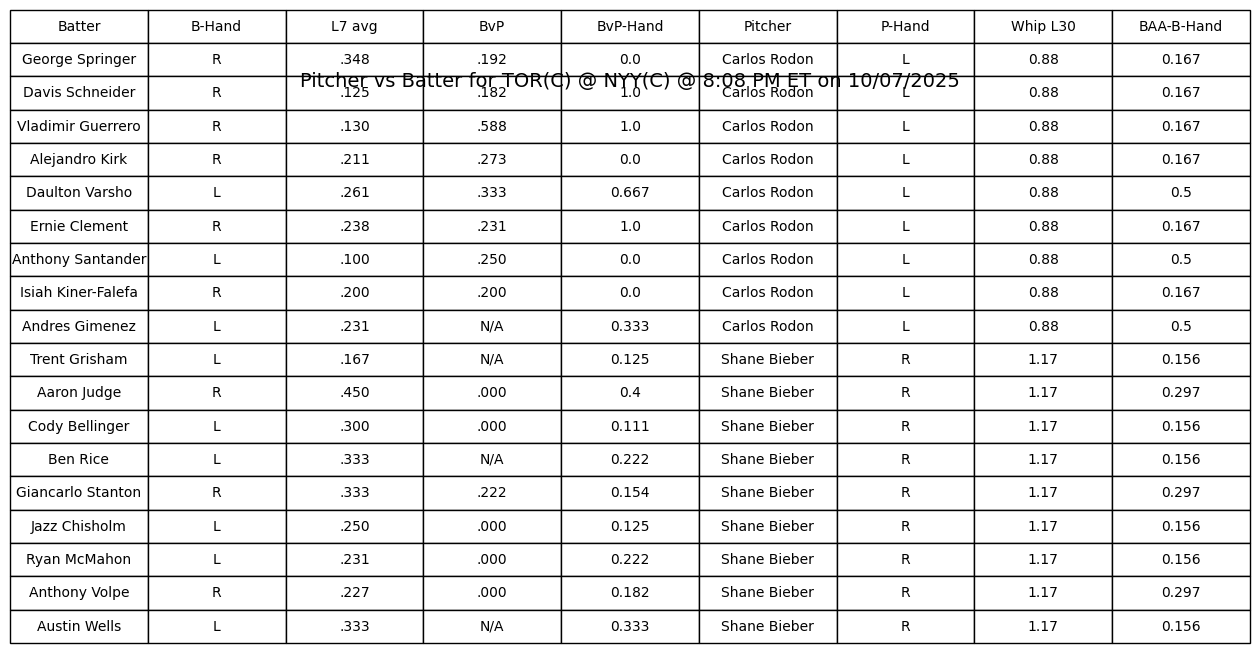 Batter B-Hand L7 avg BvP BvP-Hand Pitcher P-Hand Whip L30 BAA-B-Hand
George Springer R .348 .192 0.0 Carlos Rodon L 0.88 0.167
Pitcher vs Batter for TOR(C) @ NYY(C) @ 8:08 PM ET on 10/07/2025
Davis Schneider R .125 .182 1.0 Carlos Rodon L 0.88 0.167
Vladimir Guerrero R .130 .588 1.0 Carlos Rodon L 0.88 0.167
Alejandro Kirk R .211 .273 0.0 Carlos Rodon L 0.88 0.167
Daulton Varsho L .261 .333 0.667 Carlos Rodon L 0.88 0.5
Ernie Clement R .238 .231 1.0 Carlos Rodon L 0.88 0.167
Anthony Santander L .100 .250 0.0 Carlos Rodon L 0.88 0.5
Isiah Kiner-Falefa R .200 .200 0.0 Carlos Rodon L 0.88 0.167
Andres Gimenez L .231 N/A 0.333 Carlos Rodon L 0.88 0.5
Trent Grisham L .167 N/A 0.125 Shane Bieber R 1.17 0.156
Aaron Judge R .450 .000 0.4 Shane Bieber R 1.17 0.297
Cody Bellinger L .300 .000 0.111 Shane Bieber R 1.17 0.156
Ben Rice L .333 N/A 0.222 Shane Bieber R 1.17 0.156
Giancarlo Stanton R .333 .222 0.154 Shane Bieber R 1.17 0.297
Jazz Chisholm L .250 .000 0.125 Shane Bieber R 1.17 0.156
Ryan McMahon L .231 .000 0.222 Shane Bieber R 1.17 0.156
Anthony Volpe R .227 .000 0.182 Shane Bieber R 1.17 0.297
Austin Wells L .333 N/A 0.333 Shane Bieber R 1.17 0.156